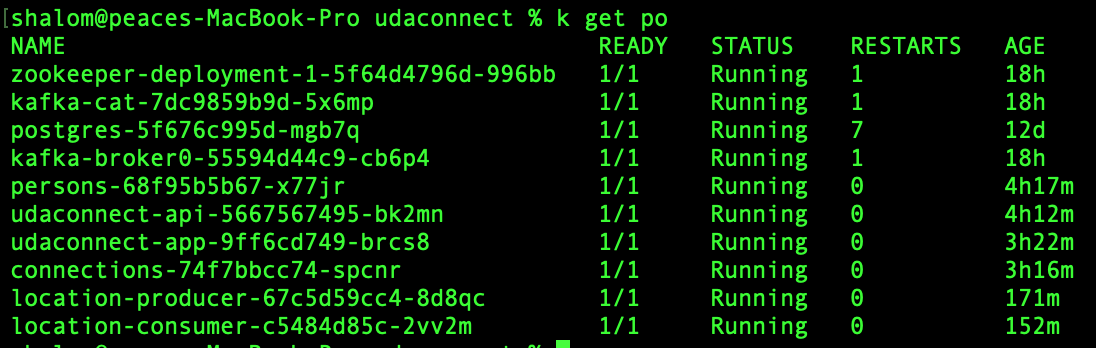 [shalom@peaces-MacBook-Pro udaconnect % k get po
NAME READY STATUS RESTARTS AGE
zookeeper-deployment-1-5f64d4796d-996bb 1/1 Running 1 18h
kafka-cat-7dc9859b9d-5x6mp 1/1 Running 1 18h
postgres-5f676c995d-mgb7q 1/1 Running 7 12d
kafka-broker0-55594d44c9-cb6p4 1/1 Running 1 18h
persons-68f95b5b67-x77jr 1/1 Running 0 4h17m
udaconnect-api-5667567495-bk2mn 1/1 Running 0 4h12m
udaconnect-app-9ff6cd749-brcs8 1/1 Running 0 3h22m
connections-74f7bbcc74-spcnr 1/1 Running 0 3h16m
location-producer-67c5d59cc4-8d8qc 1/1 Running 0 171m
location-consumer-c5484d85c-2vv2m 1/1 Running 0 152m